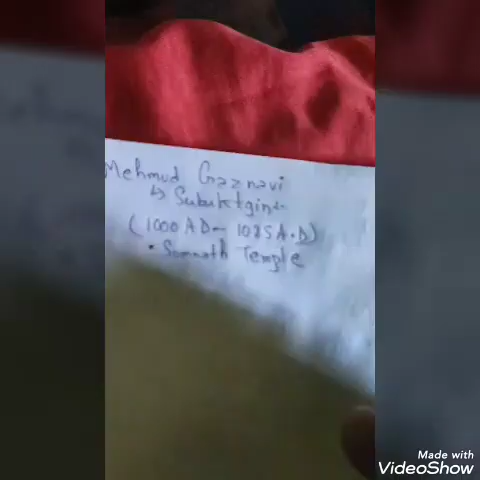 Mehmud Gaznavi
↳ Subuktgin
(1000 AD - 1025 A.D)
• Somnath Temple
Made with
VideoShow